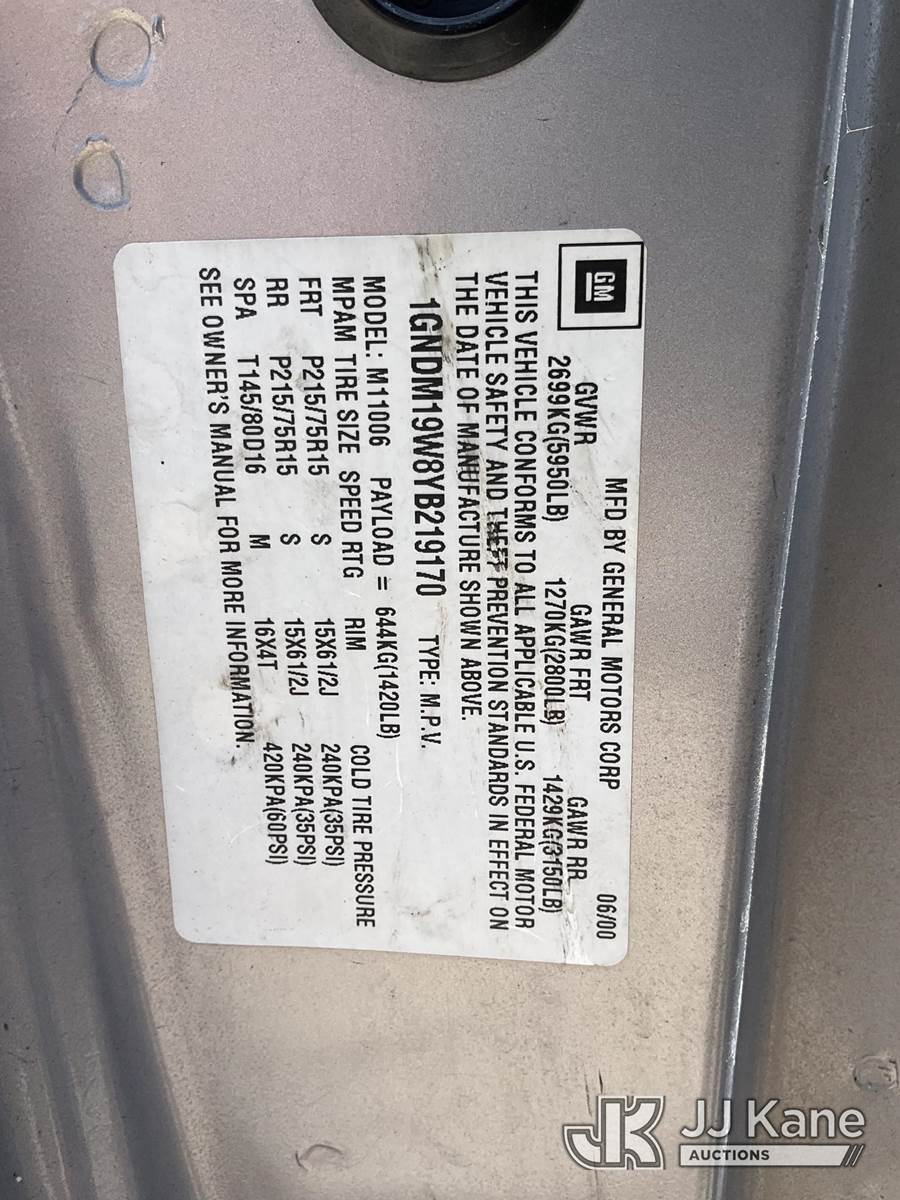 GM
MFD BY GENERAL MOTORS CORP 06/00
GVWR GAWR FRT GAWR RR
2699KG(5950LB) 1270KG(2800LB) 1429KG(3150LB)
THIS VEHICLE CONFORMS TO ALL APPLICABLE U.S. FEDERAL MOTOR
VEHICLE SAFETY AND THEFT PREVENTION STANDARDS IN EFFECT ON
THE DATE OF MANUFACTURE SHOWN ABOVE.
1GNDM19W8YB219170 TYPE: M.P.V.
MODEL: M11006 PAYLOAD = 644KG(1420LB)
MPAM TIRE SIZE SPEED RTG RIM COLD TIRE PRESSURE
FRT P215/75R15 S 15X61/2J 240KPA(35PSI)
RR P215/75R15 S 15X61/2J 240KPA(35PSI)
SPA T145/80D16 M 16X4T 420KPA(60PSI)
SEE OWNER'S MANUAL FOR MORE INFORMATION.
JK JJ Kane
AUCTIONS